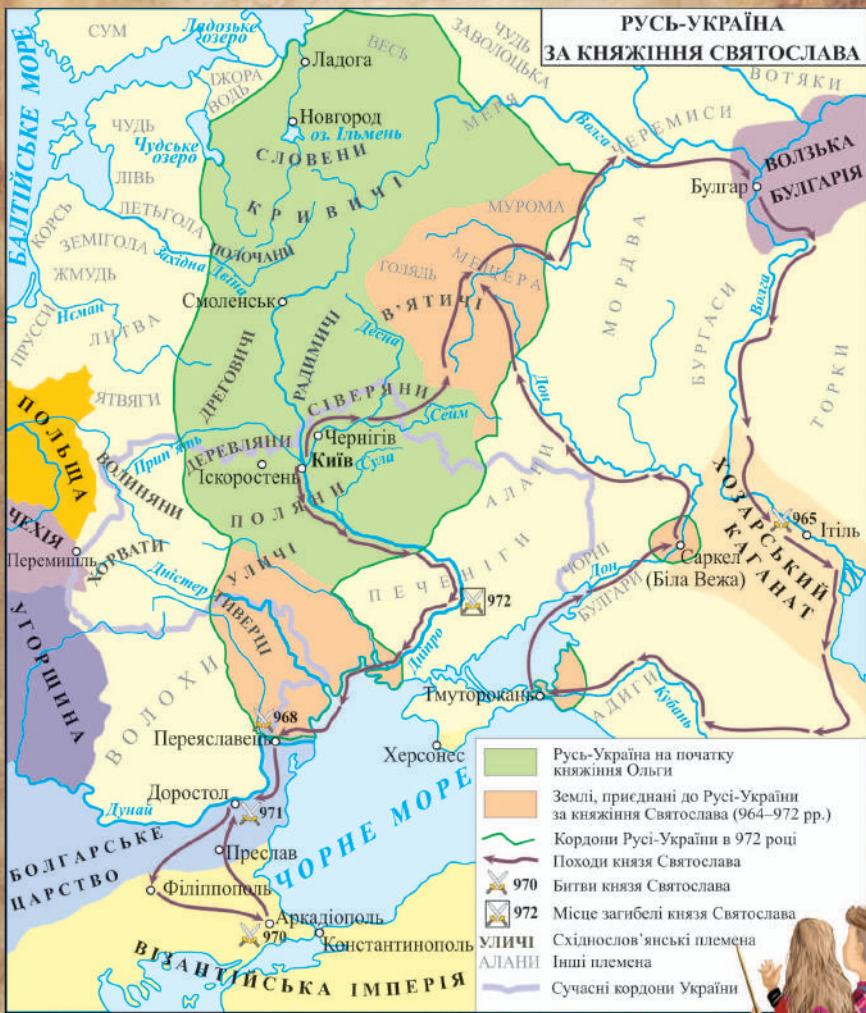 РУСЬ-УКРАЇНА
ЗА КНЯЖІННЯ СВЯТОСЛАВА
СУМ
Ладозьке
озеро
Ладога
ВЕСЬ
ЧУДЬ
ЗАВОЛОЦЬКА
ВОТЯКИ
БАЛТІЙСЬКЕ МОРЕ
ІЖОРА
ВОДЬ
Новгород
оз. Ільмень
МЕРЯ
Волга
ЧЕРЕМИСИ
ВОЛЗЬКА
БУЛГАРІЯ
Булгар
ЧУДЬ
Чудське
озеро
СЛОВЕНИ
КРИВИЧІ
ЛІВЬ
ЛЕТЬГОЛА
КОРСЬ
ЗЕМІГОЛА
ЖМУДЬ
Західна Двіна
ПОЛОЧАНИ
МУРОМА
МЕЩЕРА
ГОЛЯДЬ
В'ЯТИЧІ
МОРДВА
Волга
Смоленськ
Неман
ПРУССИ
ЛИТВА
Десна
РАДИМИЧІ
ДРЕГОВИЧІ
БУРТАСИ
ТОРКИ
ЯТВЯГИ
СІВЕРЯНИ
Дон
ПОЛЬЩА
Сейм
Прип'ять
ДЕРЕВЛЯНИ
Чернігів
Київ
Іскоростень
Сула
ВОЛИНЯНИ
ПОЛЯНИ
АЛАНИ
ХОЗАРСЬКИЙ
КАГАНАТ
965
Ітіль
ЧЕХІЯ
Перемишль
ХОРВАТИ
УЛИЧІ
Дністер
ТИВЕРЦІ
ПЕЧЕНІГИ
ЧОРНІ
БУЛГАРИ
Дон
Саркел
(Біла Вежа)
972
Дніпро
УГОРЩИНА
ВОЛОХИ
968
Переяславець
Тмуторокань
АДИГИ
Кубань
Херсонес
Дунай
Доростол
971
ЧОРНЕ МОРЕ
БОЛГАРСЬКЕ
ЦАРСТВО
Преслав
Філіппополь
Аркадіополь
970
Константинополь
ВІЗАНТІЙСЬКА ІМПЕРІЯ
Русь-Україна на початку
княжіння Ольги
Землі, приєднані до Русі-України
за княжіння Святослава (964–972 рр.)
Кордони Русі-України в 972 році
Походи князя Святослава
970 Битви князя Святослава
972 Місце загибелі князя Святослава
УЛИЧІ Східнослов'янські племена
АЛАНИ Інші племена
Сучасні кордони України